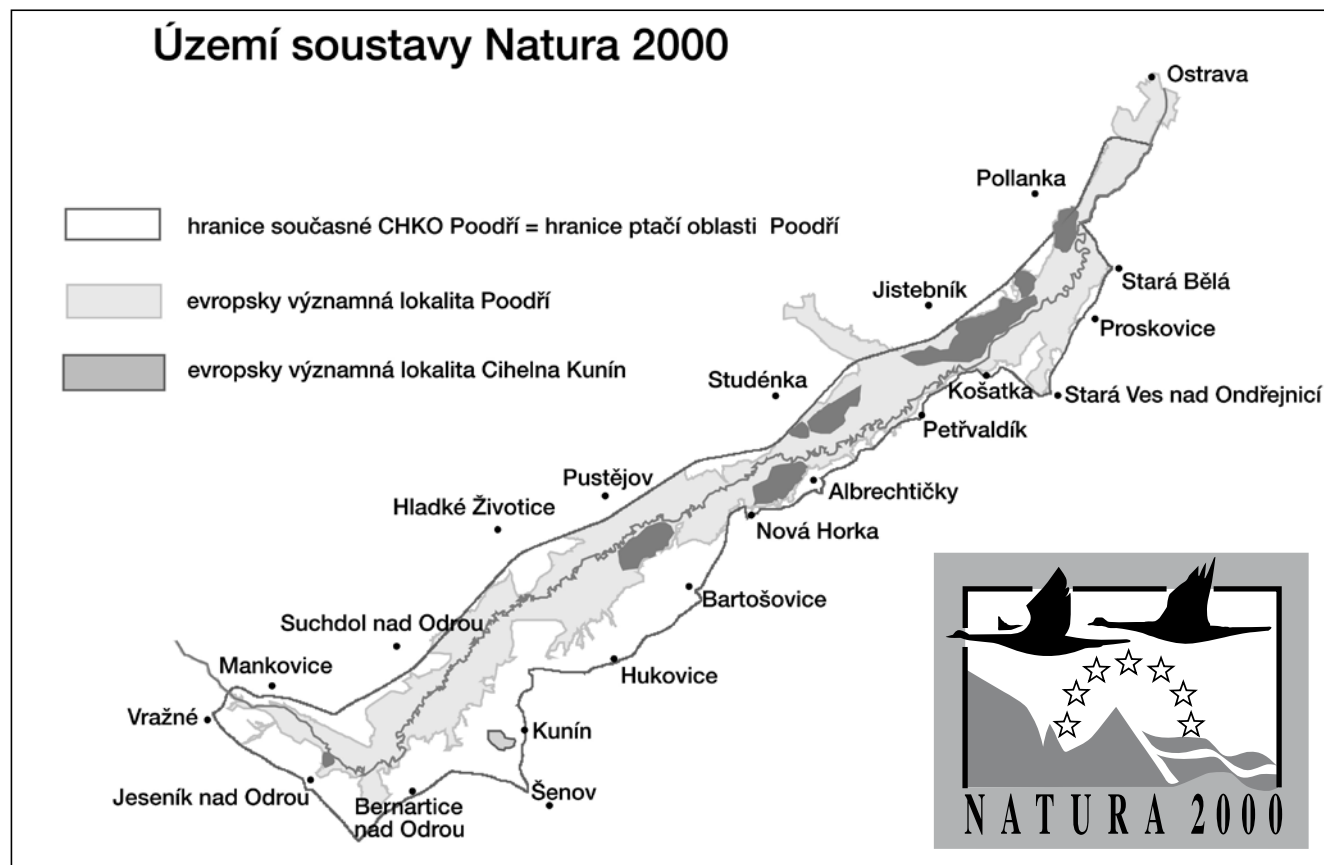 Území soustavy Natura 2000
Ostrava
Pollanka
hranice současné CHKO Poodří = hranice ptačí oblasti Poodří
Stará Bělá
evropsky významná lokalita Poodří
Jistebník
Proskovice
evropsky významná lokalita Cihelna Kunín
Studénka
Košatka
Stará Ves nad Ondřejnicí
Petřvaldík
Pustějov
Albrechtičky
Hladké Životice
Nová Horka
Bartošovice
Suchdol nad Odrou
Mankovice
Hukovice
Vražné
Kunín
Jeseník nad Odrou
Bernartice
nad Odrou
Šenov
NATURA 2000